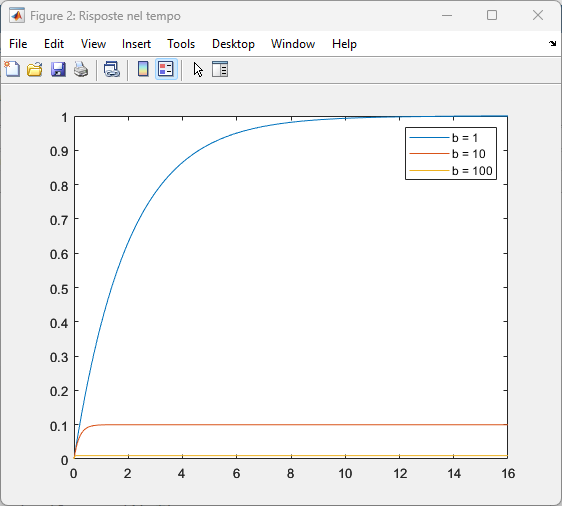 Figure 2: Risposte nel tempo
File Edit View Insert Tools Desktop Window Help
1
0.9
0.8
0.7
0.6
0.5
0.4
0.3
0.2
0.1
0
0 2 4 6 8 10 12 14 16
b = 1
b = 10
b = 100